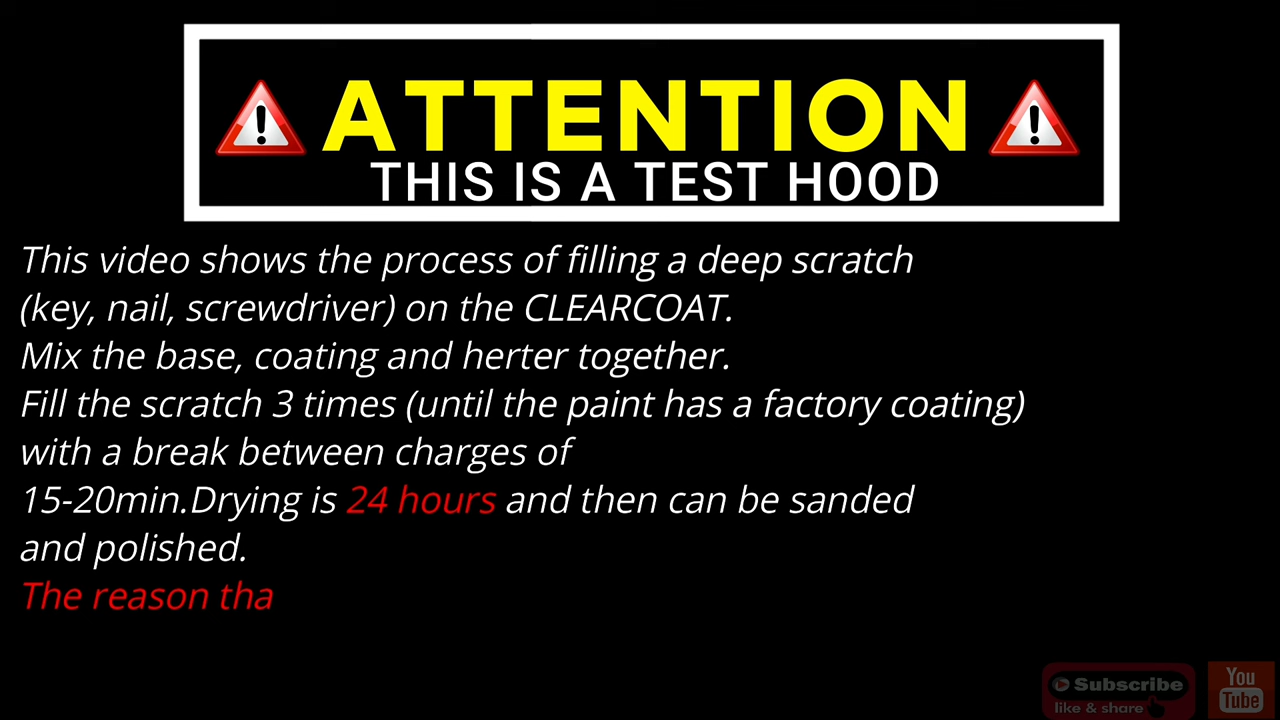 ATTENTION
THIS IS A TEST HOOD
This video shows the process of filling a deep scratch
(key, nail, screwdriver) on the CLEARCOAT.
Mix the base, coating and herter together.
Fill the scratch 3 times (until the paint has a factory coating)
with a break between charges of
15-20min.Drying is 24 hours and then can be sanded
and polished.
The reason tha
Subscribe
like & share
You
Tube